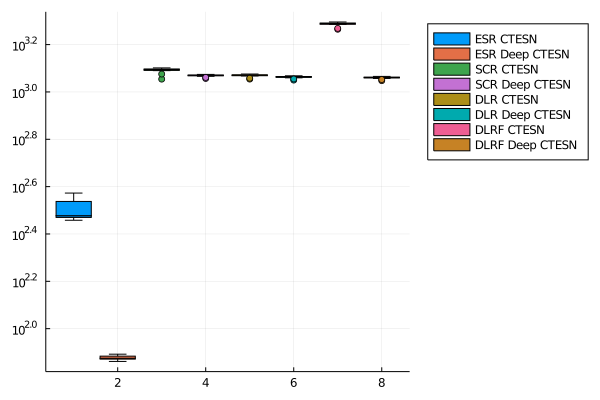 10^3.2
10^3.0
10^2.8
10^2.6
10^2.4
10^2.2
10^2.0
2 4 6 8
ESR CTESN
ESR Deep CTESN
SCR CTESN
SCR Deep CTESN
DLR CTESN
DLR Deep CTESN
DLRF CTESN
DLRF Deep CTESN